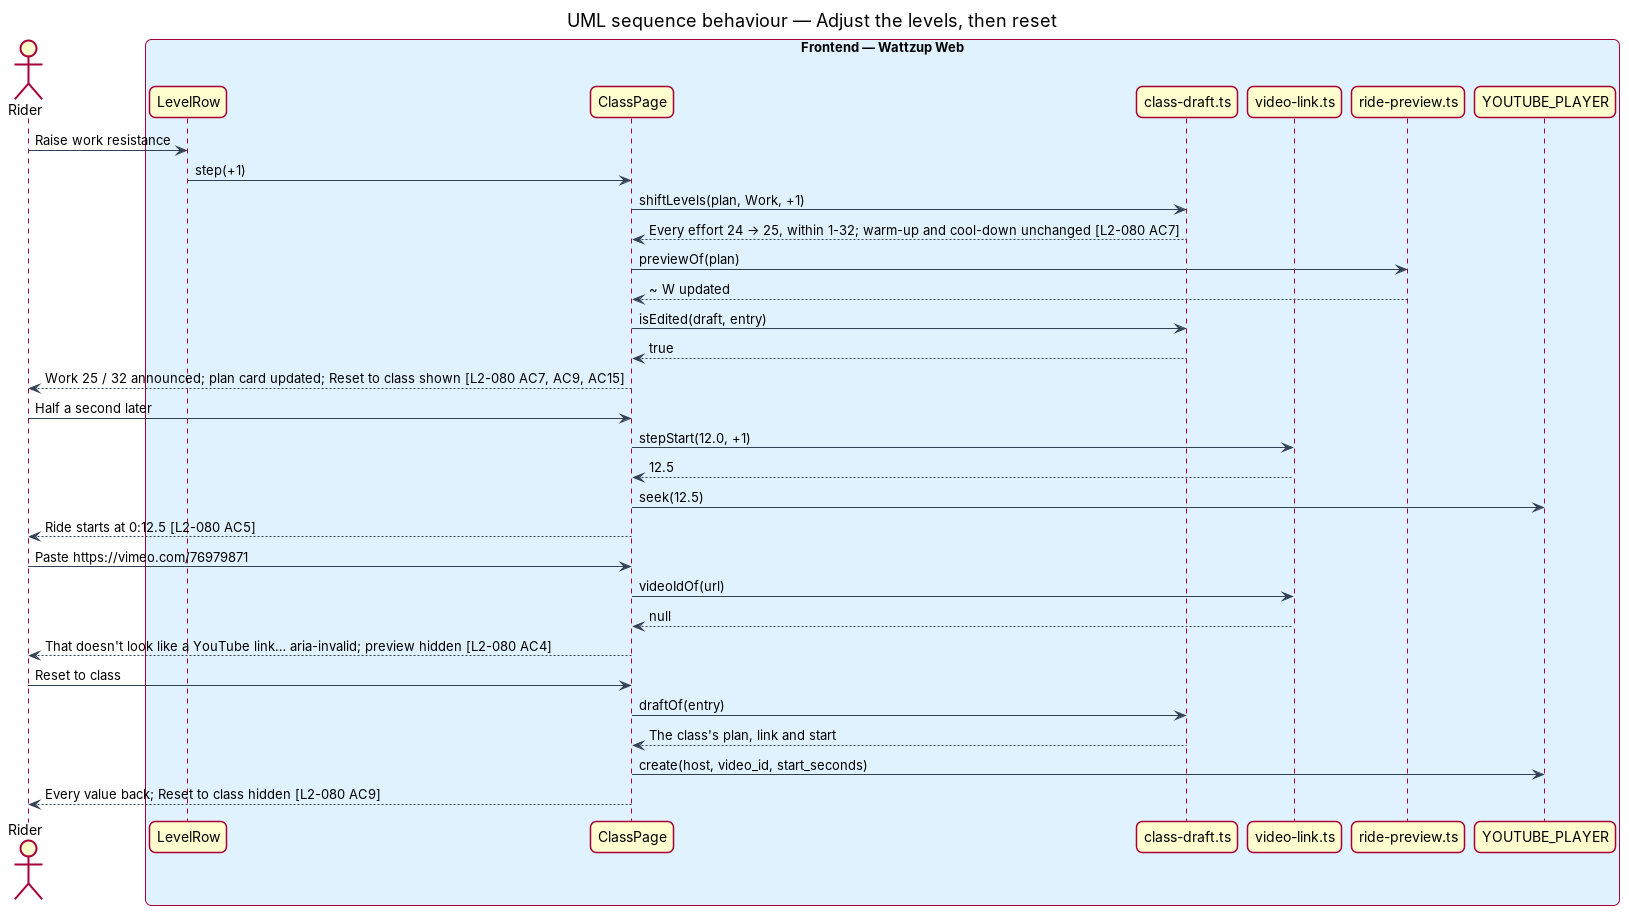 UML sequence behaviour — Adjust the levels, then reset
Frontend — Wattzup Web
Rider
LevelRow
ClassPage
class-draft.ts
video-link.ts
ride-preview.ts
YOUTUBE_PLAYER
Raise work resistance
step(+1)
shiftLevels(plan, Work, +1)
Every effort 24 → 25, within 1-32; warm-up and cool-down unchanged [L2-080 AC7]
previewOf(plan)
~ W updated
isEdited(draft, entry)
true
Work 25 / 32 announced; plan card updated; Reset to class shown [L2-080 AC7, AC9, AC15]
Half a second later
stepStart(12.0, +1)
12.5
seek(12.5)
Ride starts at 0:12.5 [L2-080 AC5]
Paste https://vimeo.com/76979871
videoIdOf(url)
null
That doesn't look like a YouTube link... aria-invalid; preview hidden [L2-080 AC4]
Reset to class
draftOf(entry)
The class's plan, link and start
create(host, video_id, start_seconds)
Every value back; Reset to class hidden [L2-080 AC9]
Rider
LevelRow
ClassPage
class-draft.ts
video-link.ts
ride-preview.ts
YOUTUBE_PLAYER